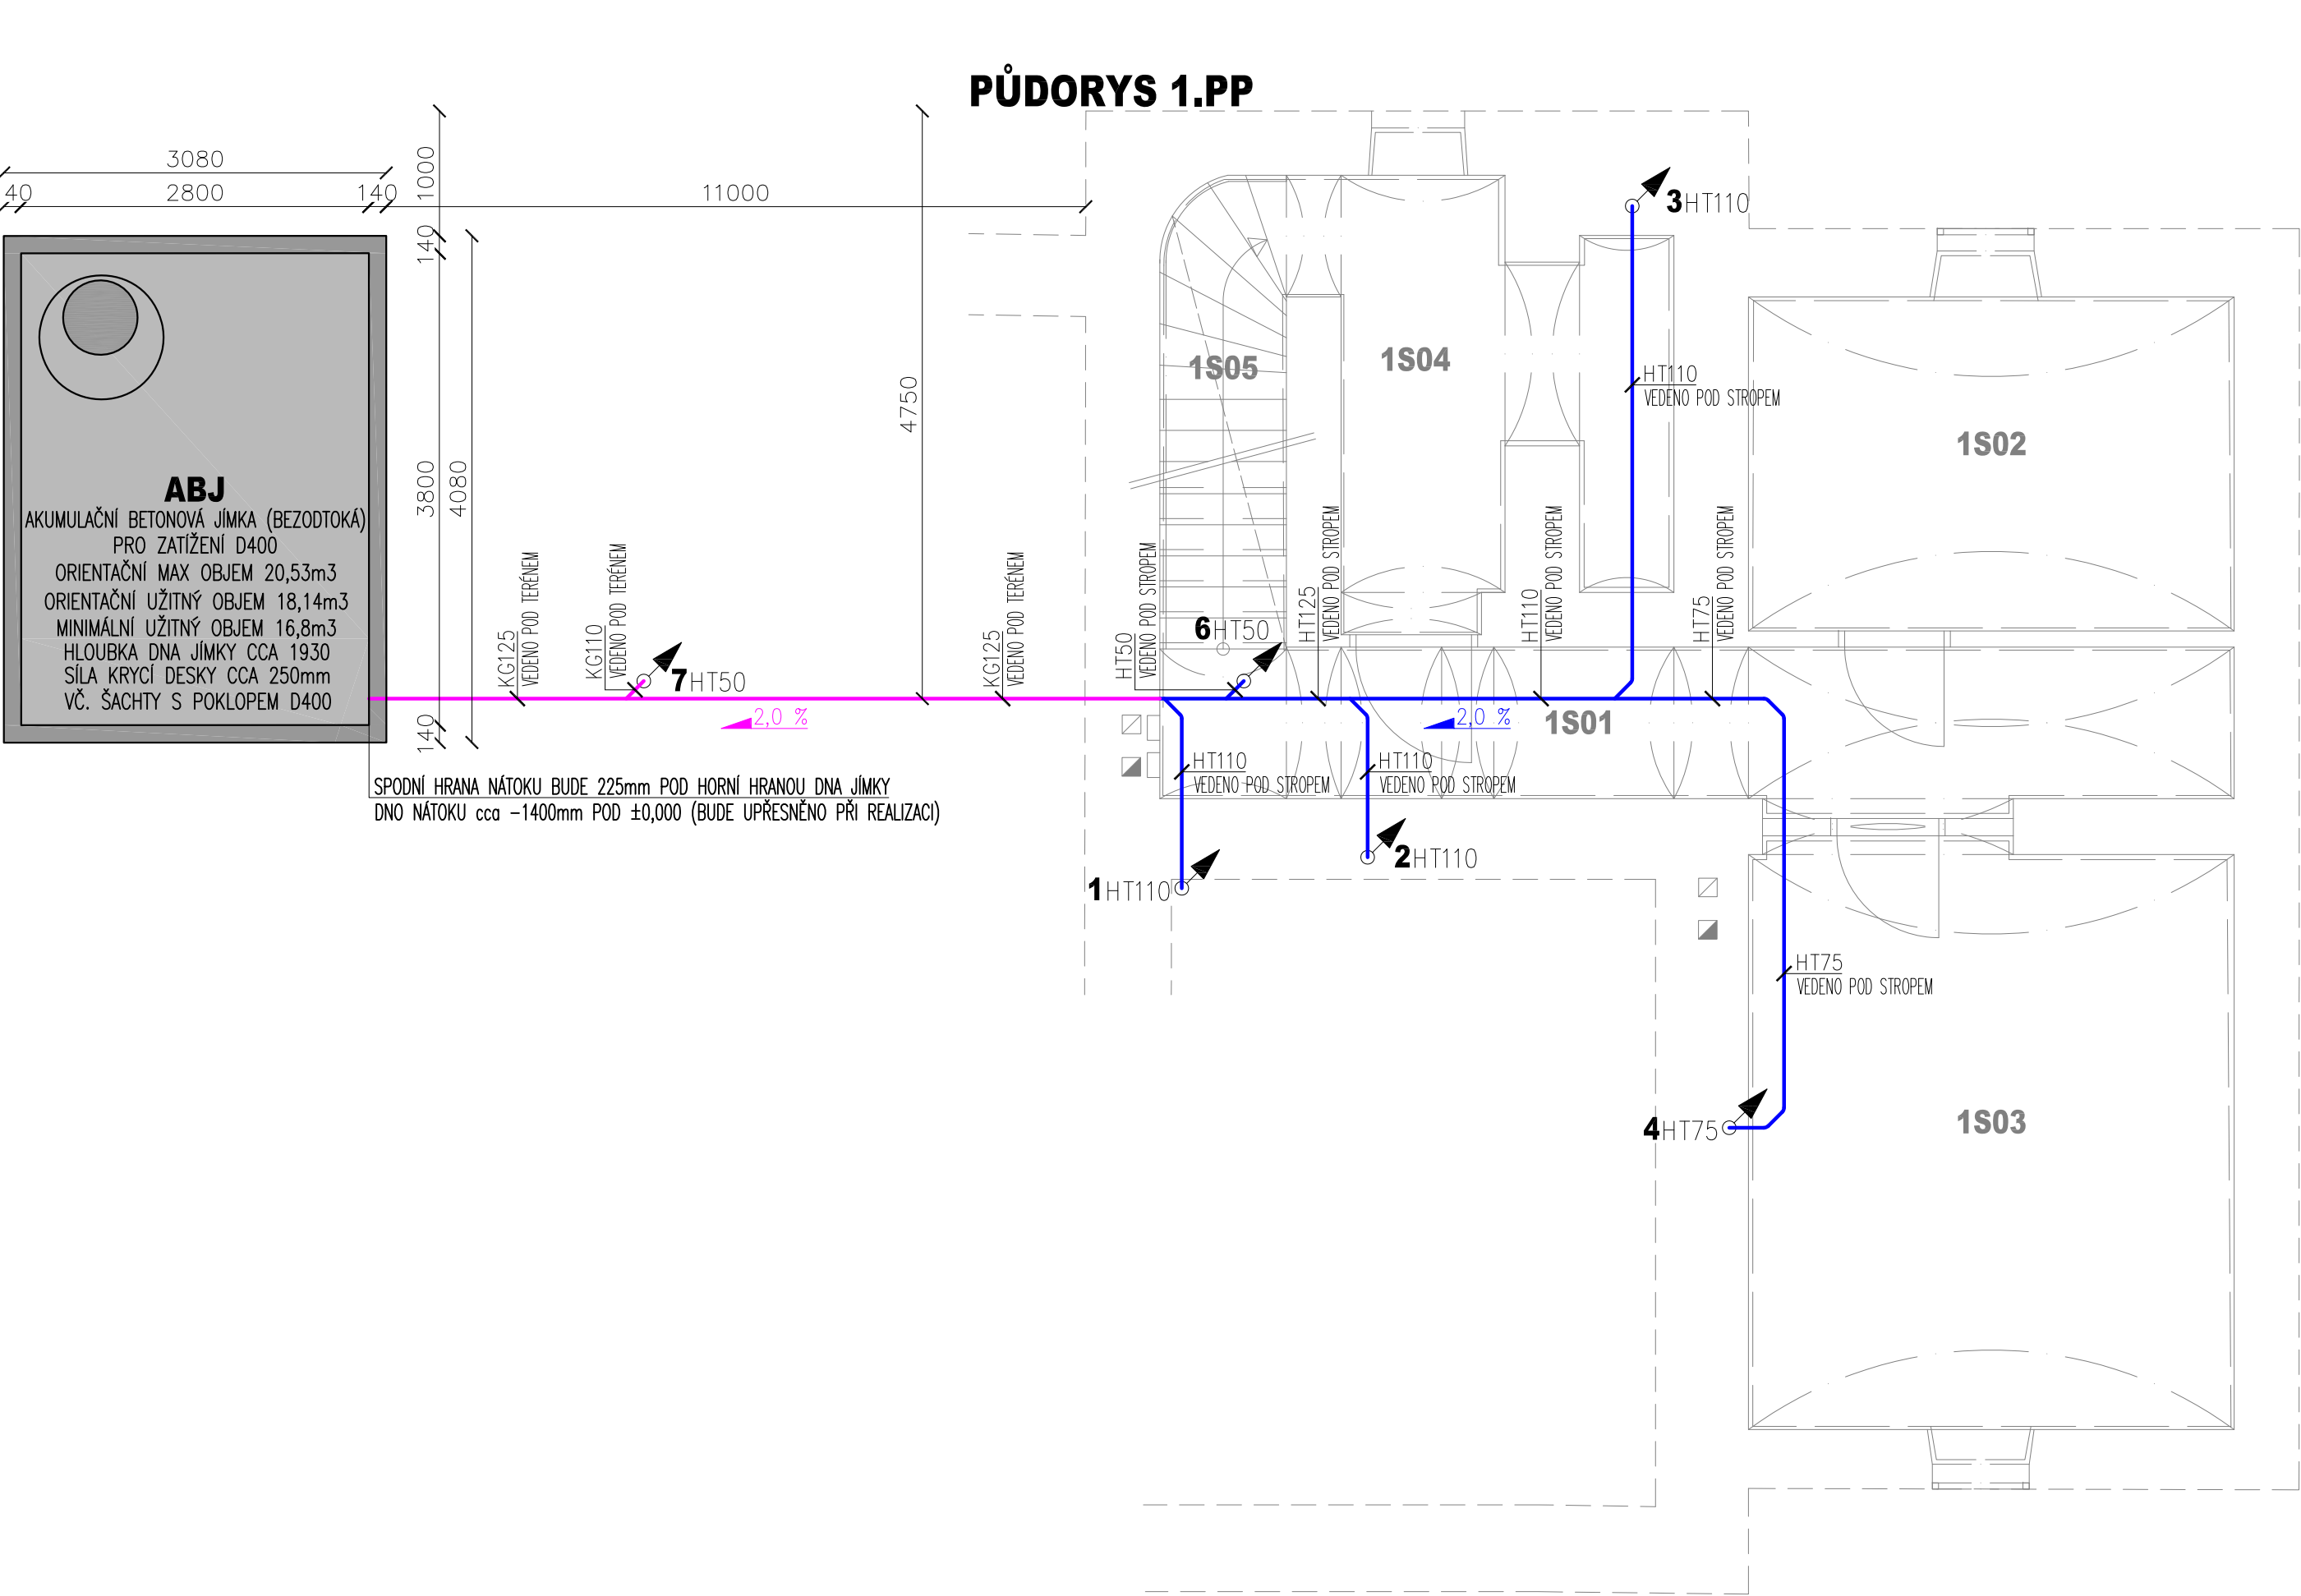 PŮDORYS 1.PP
3080
40
2800
140
11000
1000
140
3800
4080
140
4750
ABJ
AKUMULAČNÍ BETONOVÁ JÍMKA (BEZODTOKÁ)
PRO ZATÍŽENÍ D400
ORIENTAČNÍ MAX OBJEM 20,53m3
ORIENTAČNÍ UŽITNÝ OBJEM 18,14m3
MINIMÁLNÍ UŽITNÝ OBJEM 16,8m3
HLOUBKA DNA JÍMKY CCA 1930
SÍLA KRYCÍ DESKY CCA 250mm
VČ. ŠACHTY S POKLOPEM D400
SPODNÍ HRANA NÁTOKU BUDE 225mm POD HORNÍ HRANOU DNA JÍMKY
DNO NÁTOKU cca -1400mm POD ±0,000 (BUDE UPŘESNĚNO PŘI REALIZACI)
KG125
VEDENO POD TERÉNEM
KG110
VEDENO POD TERÉNEM
7HT50
2,0 %
KG125
VEDENO POD TERÉNEM
HT50
VEDENO POD STROPEM
6HT50
HT125
VEDENO POD STROPEM
HT110
VEDENO POD STROPEM
HT75
VEDENO POD STROPEM
3HT110
HT110
VEDENO POD STROPEM
1S05
1S04
1S02
1S01
2,0 %
HT110
VEDENO POD STROPEM
HT110
VEDENO POD STROPEM
1HT110
2HT110
HT75
VEDENO POD STROPEM
4HT75
1S03